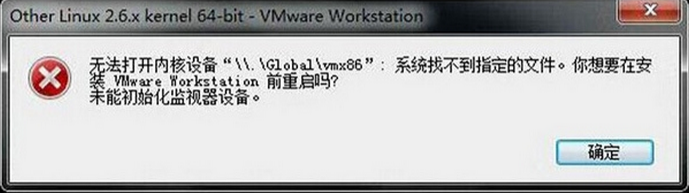 Other Linux 2.6.x kernel 64-bit - VMware Workstation
无法打开内核设备“\\.\Global\vmx86”: 系统找不到指定的文件。你想要在安
装 VMware Workstation 前重启吗?
未能初始化监视器设备。
确定